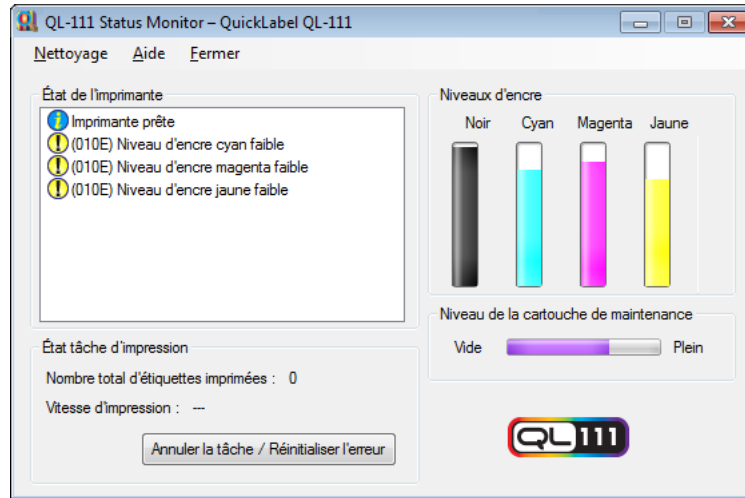 QL-111 Status Monitor – QuickLabel QL-111
Nettoyage Aide Fermer
État de l'imprimante
Imprimante prête
(010E) Niveau d'encre cyan faible
(010E) Niveau d'encre magenta faible
(010E) Niveau d'encre jaune faible
Niveaux d'encre
Noir Cyan Magenta Jaune
Niveau de la cartouche de maintenance
Vide Plein
État tâche d'impression
Nombre total d'étiquettes imprimées : 0
Vitesse d'impression : ---
Annuler la tâche / Réinitialiser l'erreur
QL 111